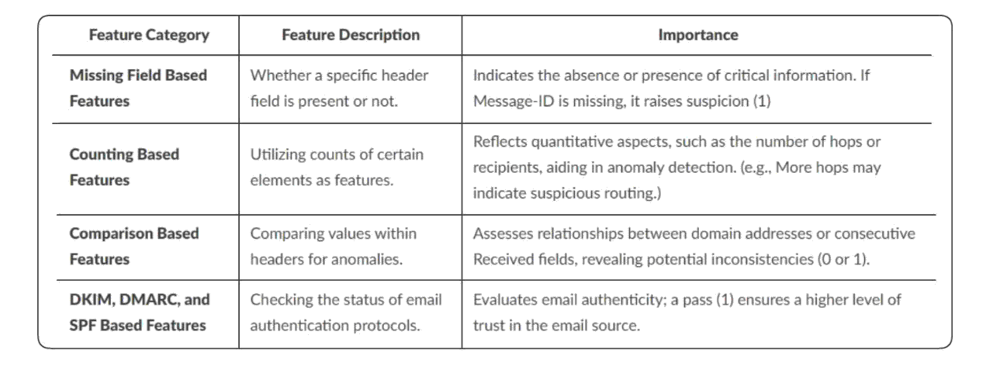 Feature Category
Feature Description
Importance
Missing Field Based
Features
Whether a specific header
field is present or not.
Indicates the absence or presence of critical information. If
Message-ID is missing, it raises suspicion (1)
Counting Based
Features
Utilizing counts of certain
elements as features.
Reflects quantitative aspects, such as the number of hops or
recipients, aiding in anomaly detection. (e.g., More hops may
indicate suspicious routing.)
Comparison Based
Features
Comparing values within
headers for anomalies.
Assesses relationships between domain addresses or consecutive
Received fields, revealing potential inconsistencies (0 or 1).
DKIM, DMARC, and
SPF Based Features
Checking the status of email
authentication protocols.
Evaluates email authenticity; a pass (1) ensures a higher level of
trust in the email source.